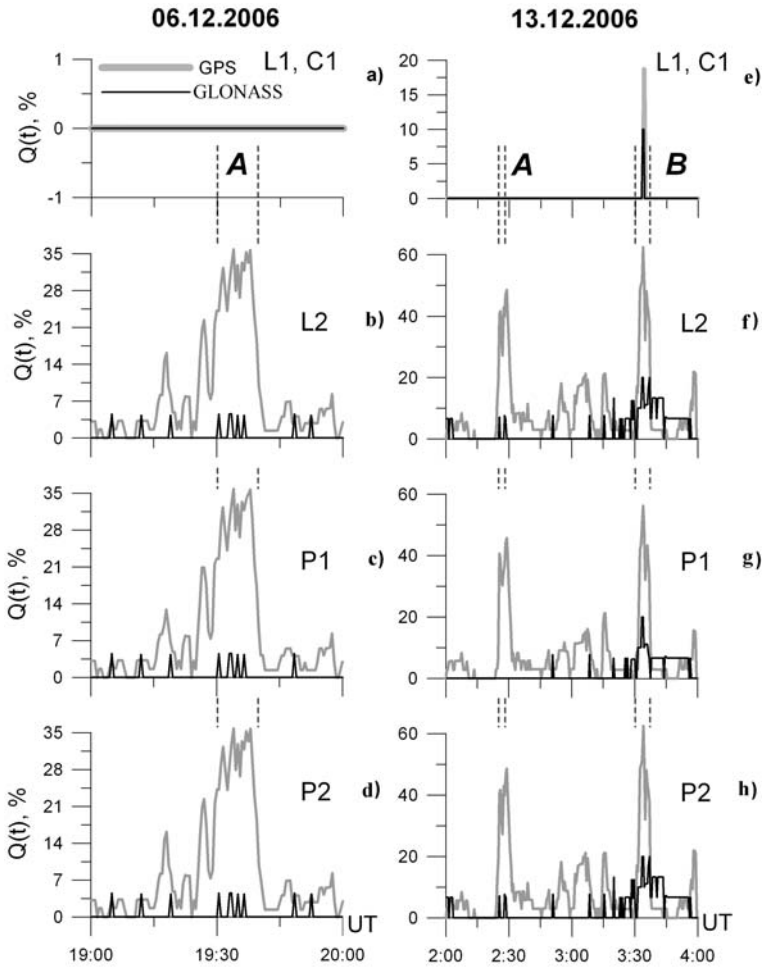 06.12.2006
13.12.2006
1
0
-1
Q(t), %
GPS
GLONASS
L1, C1
a)
A
20
15
10
5
0
L1, C1
e)
A
B
35
28
21
14
7
0
Q(t), %
L2
b)
60
40
20
0
L2
f)
35
28
21
14
7
0
Q(t), %
P1
c)
60
40
20
0
P1
g)
35
28
21
14
7
0
Q(t), %
P2
d)
60
40
20
0
P2
h)
UT
UT
19:00
19:30
20:00
2:00
2:30
3:00
3:30
4:00